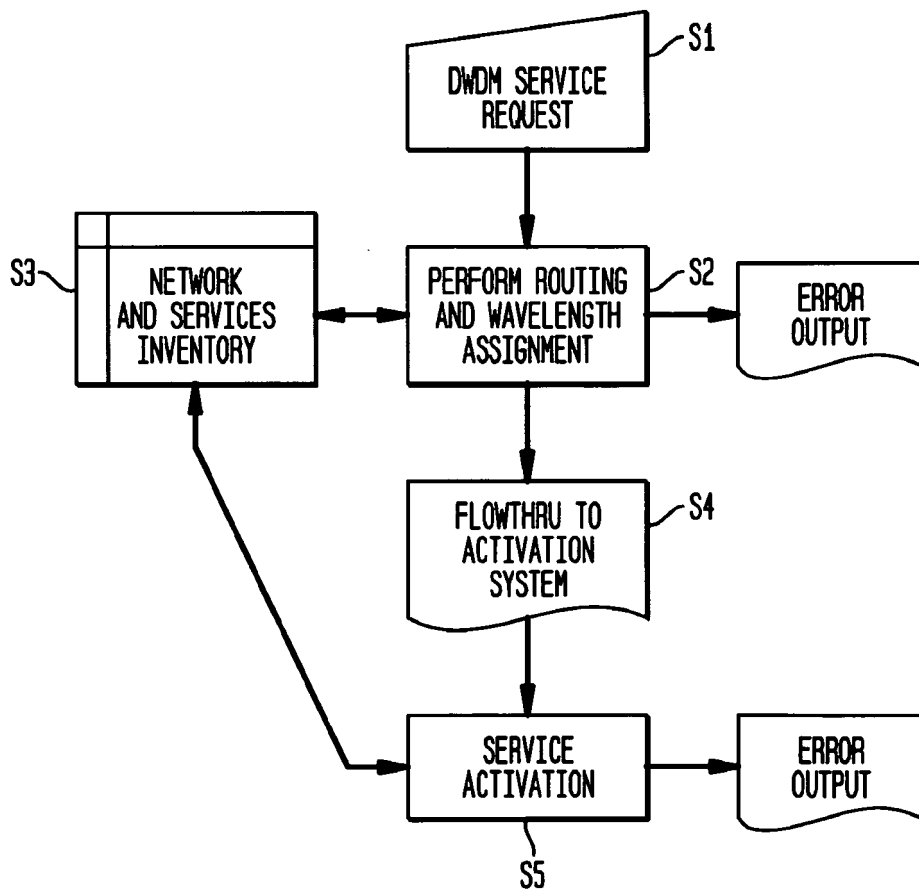 DWDM SERVICE
REQUEST
S1
S3
NETWORK
AND SERVICES
INVENTORY
PERFORM ROUTING
AND WAVELENGTH
ASSIGNMENT
S2
ERROR
OUTPUT
FLOWTHRU TO
ACTIVATION
SYSTEM
S4
SERVICE
ACTIVATION
S5
ERROR
OUTPUT